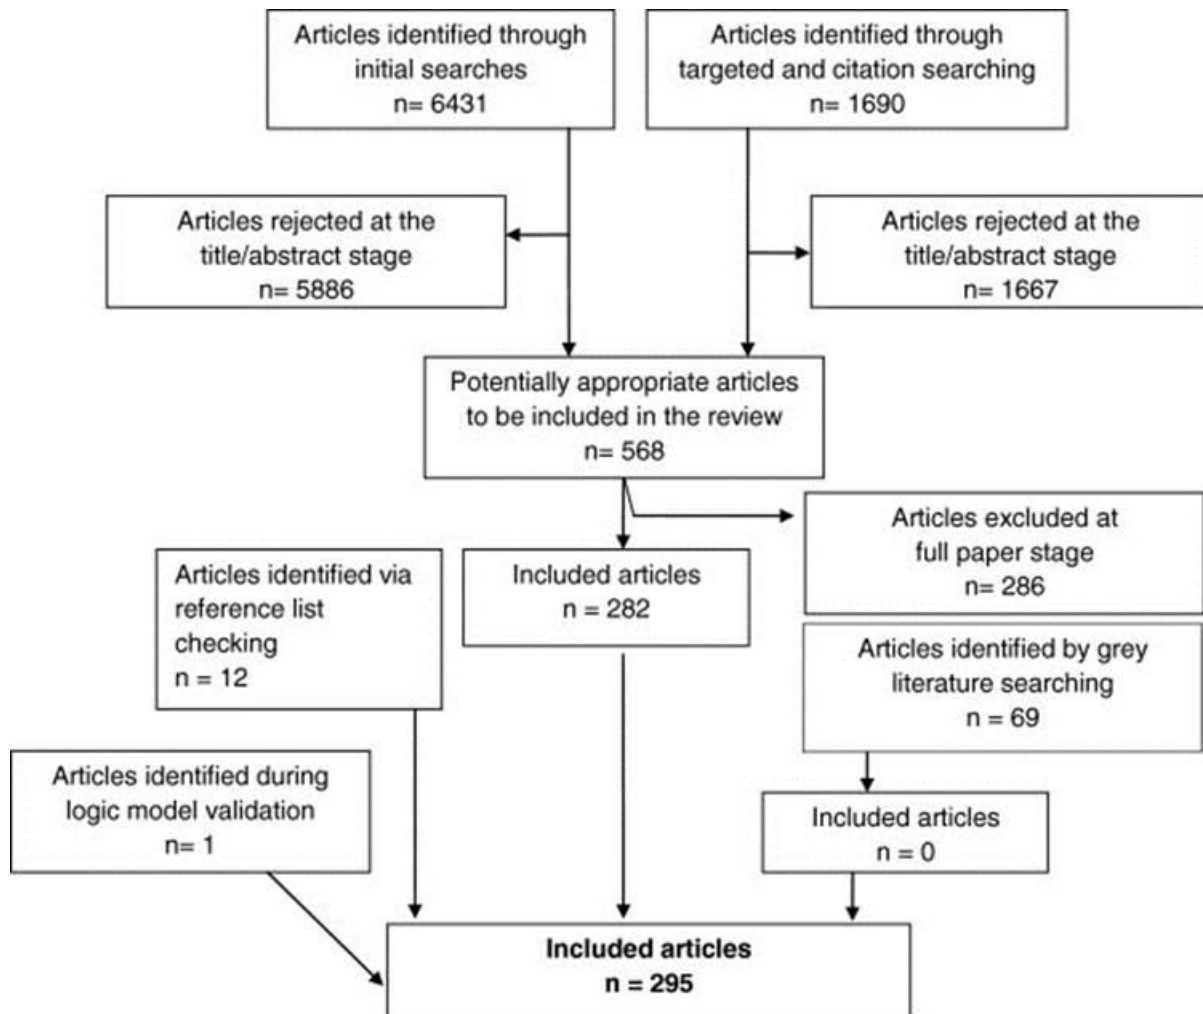 Articles identified through
initial searches
n= 6431
Articles identified through
targeted and citation searching
n= 1690
Articles rejected at the
title/abstract stage
n= 5886
Articles rejected at the
title/abstract stage
n= 1667
Potentially appropriate articles
to be included in the review
n= 568
Articles excluded at
full paper stage
n= 286
Articles identified via
reference list
checking
n = 12
Included articles
n = 282
Articles identified by grey
literature searching
n = 69
Articles identified during
logic model validation
n= 1
Included articles
n = 0
Included articles
n = 295